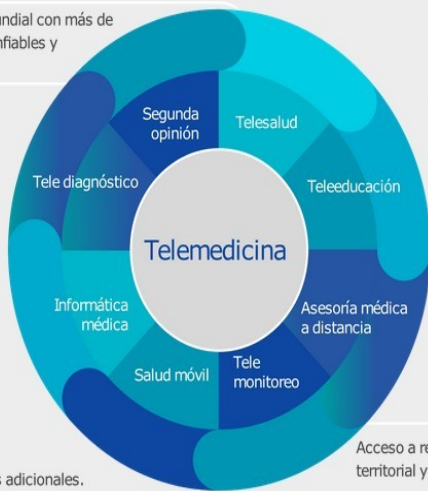 ndial con más de
nfiables y
Segunda
opinión
Telesalud
Tele diagnóstico
Teleeducación
Telemedicina
Informática
médica
Asesoría médica
a distancia
Salud móvil
Tele
monitoreo
Acceso a re
territorial y
s adicionales.